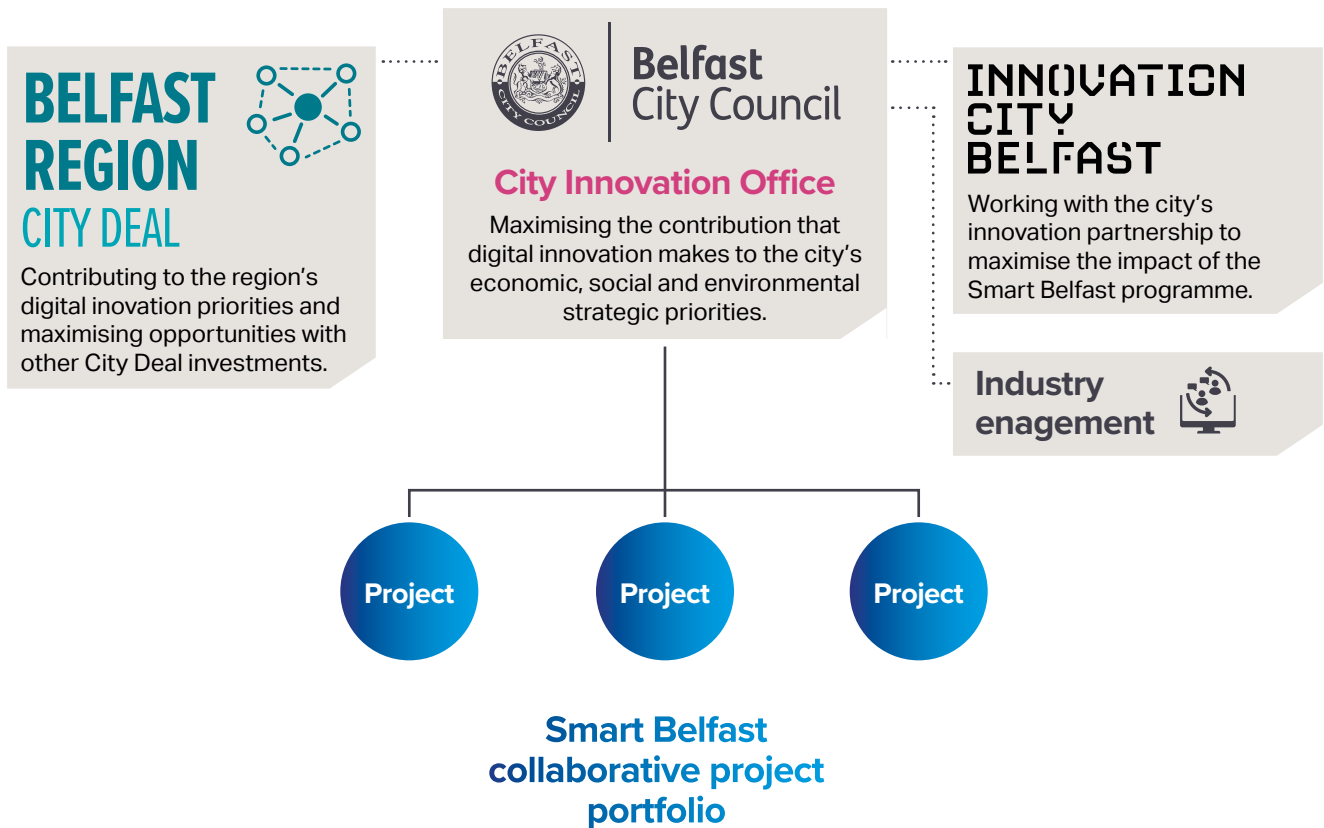 BELFAST
REGION
CITY DEAL
Contributing to the region's
digital inovation priorities and
maximising opportunities with
other City Deal investments.
BELFAST
CITY COUNCIL
Belfast
City Council
City Innovation Office
Maximising the contribution that
digital innovation makes to the city's
economic, social and environmental
strategic priorities.
INNOVATION
CITY
BELFAST
Working with the city's
innovation partnership to
maximise the impact of the
Smart Belfast programme.
Industry
enagement
Project
Project
Project
Smart Belfast
collaborative project
portfolio